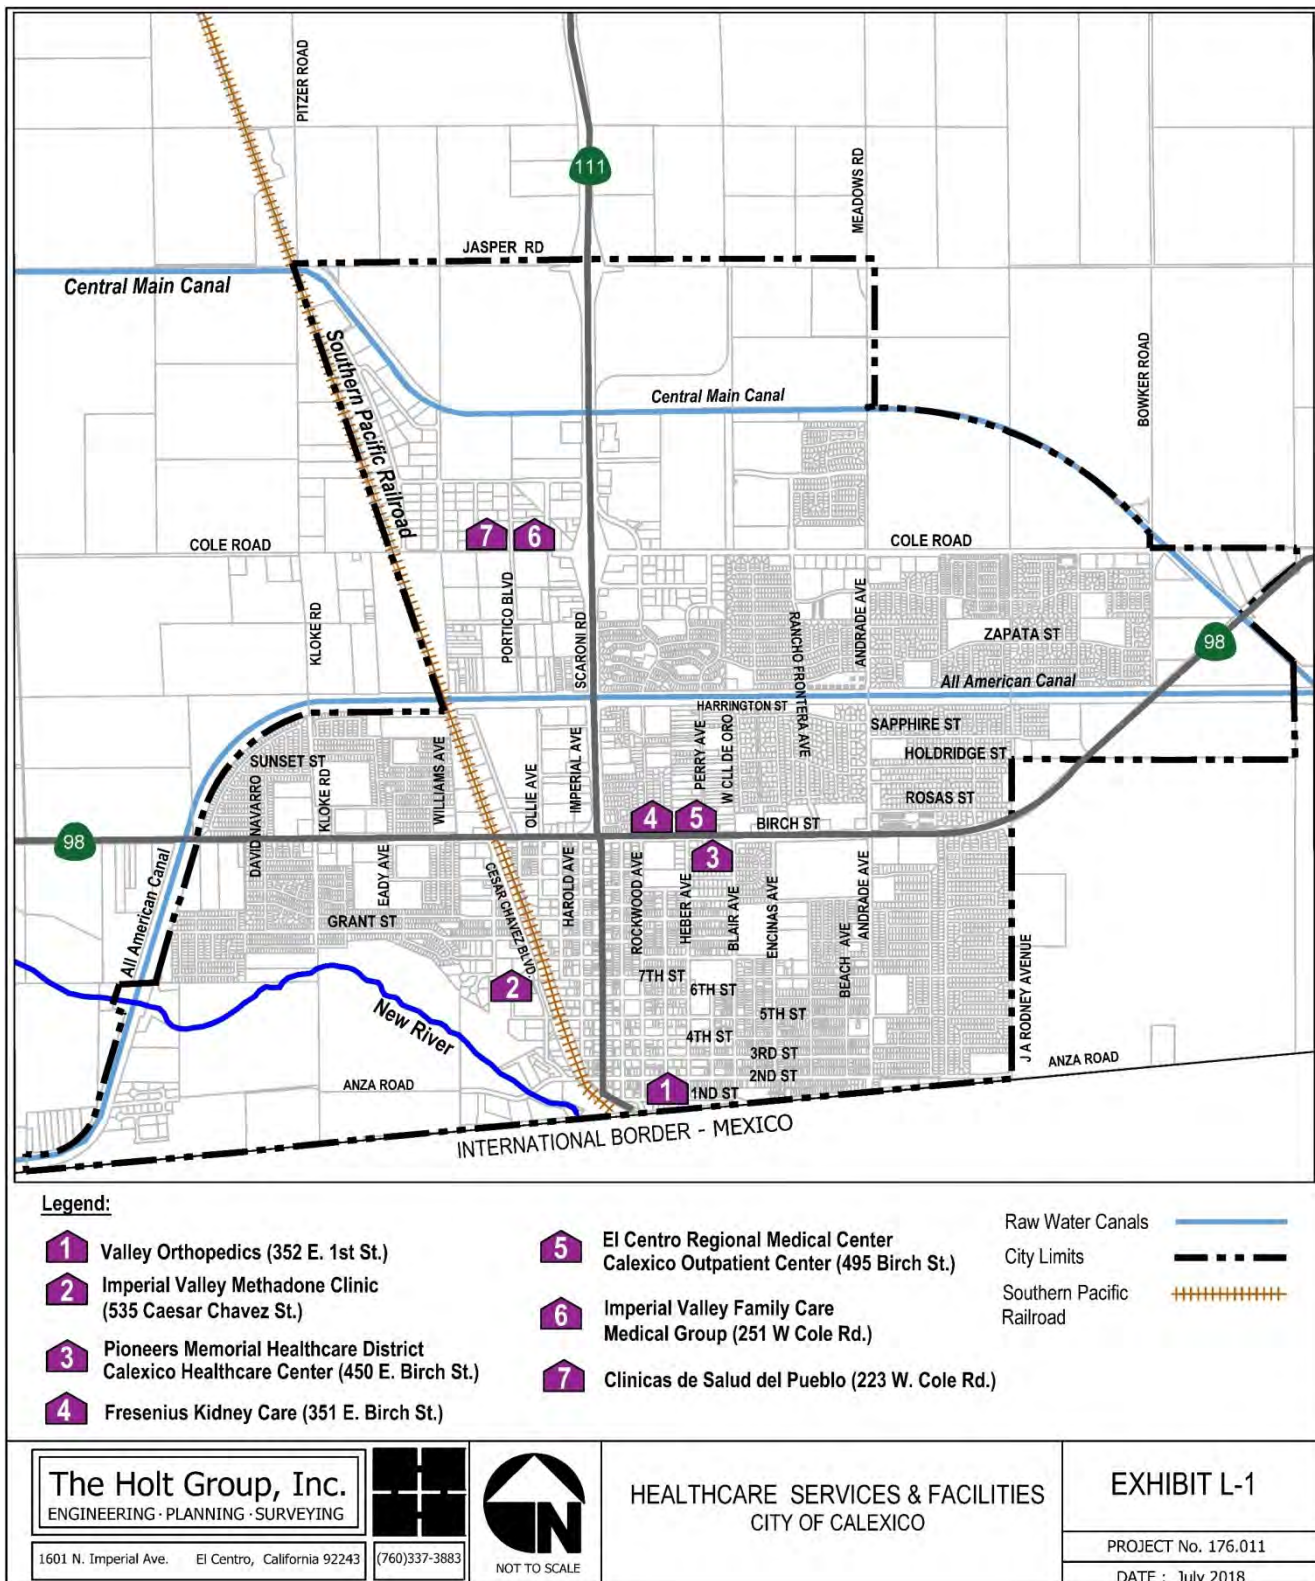 PITZER ROAD
111
MEADOWS RD
JASPER RD
Central Main Canal
Southern Pacific Railroad
Central Main Canal
BOWKER ROAD
7
6
COLE ROAD
COLE ROAD
KLOKE RD
PORTICO BLVD
SCARONI RD
RANCHO FRONTERA AVE
ANDRADE AVE
ZAPATA ST
98
All American Canal
HARRINGTON ST
SAPPHIRE ST
HOLDRIDGE ST
SUNSET ST
DAVID NAVARRO
KLOKE RD
WILLIAMS AVE
OLLIE AVE
IMPERIAL AVE
PERRY AVE
W CLL DE ORO
ROSAS ST
4
5
BIRCH ST
98
3
All American Canal
EADY AVE
CESAR CHAVEZ BLVD.
HAROLD AVE
ROCKWOOD AVE
HEBER AVE
BLAIR AVE
ENCINAS AVE
BEACH AVE
ANDRADE AVE
GRANT ST
J A RODNEY AVENUE
7TH ST
6TH ST
2
New River
5TH ST
4TH ST
3RD ST
2ND ST
ANZA ROAD
ANZA ROAD
1
1ND ST
INTERNATIONAL BORDER - MEXICO
Legend:
1 Valley Orthopedics (352 E. 1st St.)
2 Imperial Valley Methadone Clinic
(535 Caesar Chavez St.)
3 Pioneers Memorial Healthcare District
Calexico Healthcare Center (450 E. Birch St.)
4 Fresenius Kidney Care (351 E. Birch St.)
5 El Centro Regional Medical Center
Calexico Outpatient Center (495 Birch St.)
6 Imperial Valley Family Care
Medical Group (251 W Cole Rd.)
7 Clinicas de Salud del Pueblo (223 W. Cole Rd.)
Raw Water Canals
City Limits
Southern Pacific
Railroad
The Holt Group, Inc.
ENGINEERING · PLANNING · SURVEYING
1601 N. Imperial Ave. El Centro, California 92243
(760)337-3883
N
NOT TO SCALE
HEALTHCARE SERVICES & FACILITIES
CITY OF CALEXICO
EXHIBIT L-1
PROJECT No. 176.011
DATE : July 2018